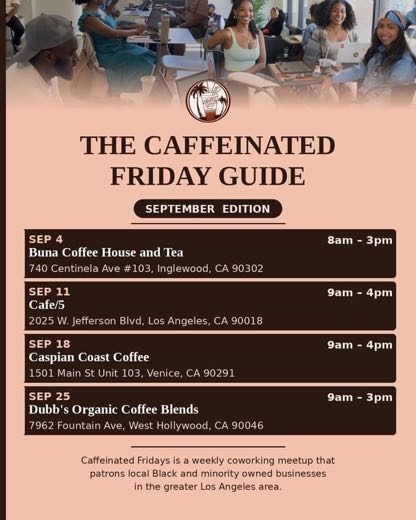 THE CAFFEINATED
FRIDAY GUIDE
SEPTEMBER EDITION
SEP 4
8am – 3pm
Buna Coffee House and Tea
740 Centinela Ave #103, Inglewood, CA 90302
SEP 11
9am – 4pm
Cafe/5
2025 W. Jefferson Blvd, Los Angeles, CA 90018
SEP 18
9am – 4pm
Caspian Coast Coffee
1501 Main St Unit 103, Venice, CA 90291
SEP 25
9am – 3pm
Dubb's Organic Coffee Blends
7962 Fountain Ave, West Hollywood, CA 90046
Caffeinated Fridays is a weekly coworking meetup that
patrons local Black and minority owned businesses
in the greater Los Angeles area.